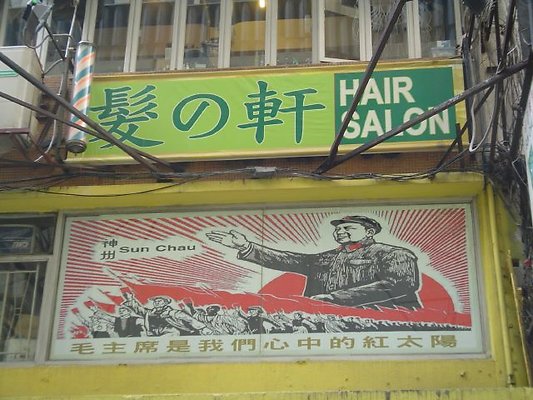 髮の軒
HAIR
SALON
神州
Sun Chau
毛主席是我們心中的紅太陽